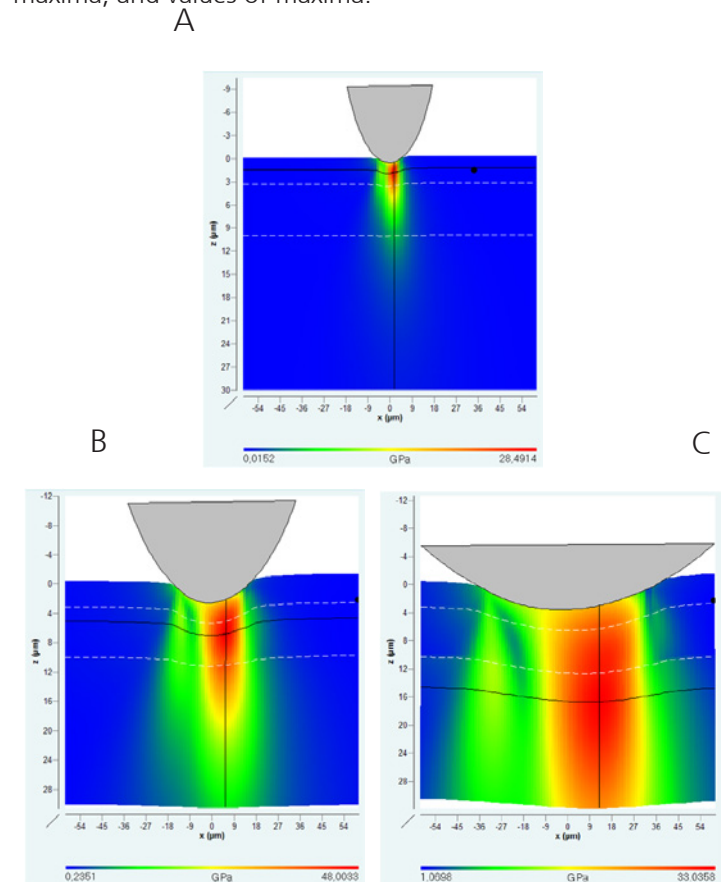 maxima, and values of maxima.
A
-9
-6
-3
0
3
6
9
12
15
18
21
24
27
30
z (µm)
-54 -45 -36 -27 -18 -9 0 9 18 27 36 45 54
x (µm)
0,0152 GPa 28,4914
B
C
-12
-8
-4
0
4
8
12
16
20
24
28
z (µm)
-54 -45 -36 -27 -18 -9 0 9 18 27 36 45 54
x (µm)
0,2351 GPa 48,0033
-12
-8
-4
0
4
8
12
16
20
24
28
z (µm)
-54 -45 -36 -27 -18 -9 0 9 18 27 36 45 54
x (µm)
1,0698 GPa 33,0358